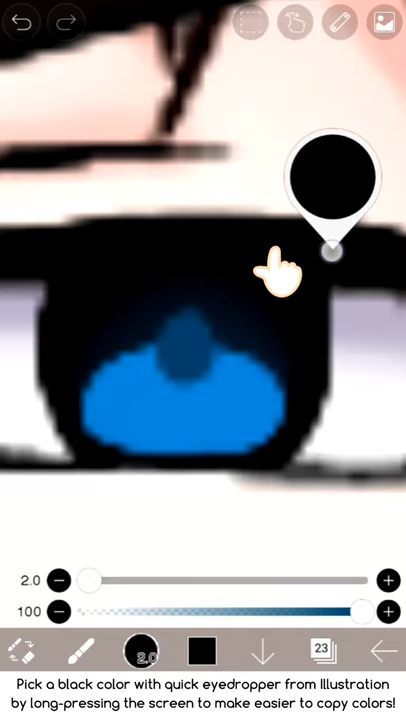 2.0
100
2.0
23
Pick a black color with quick eyedropper from Illustration
by long-pressing the screen to make easier to copy colors!